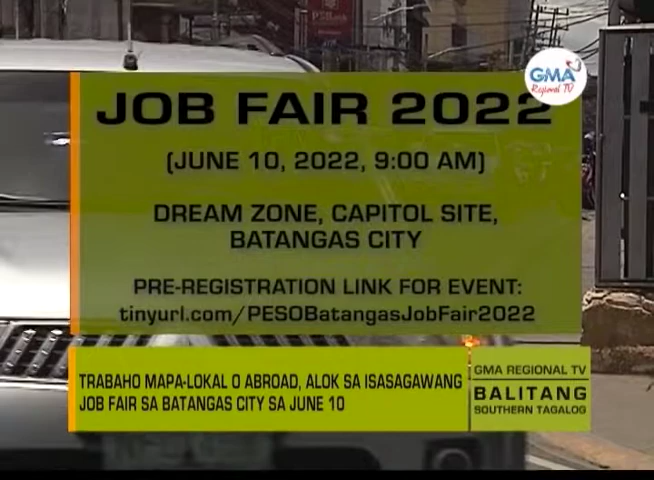 GMA
Regional TV
JOB FAIR 2022
(JUNE 10, 2022, 9:00 AM)
DREAM ZONE, CAPITOL SITE,
BATANGAS CITY
PRE-REGISTRATION LINK FOR EVENT:
tinyurl.com/PESOBatangasJobFair2022
TRABAHO MAPA-LOKAL O ABROAD, ALOK SA ISASAGAWANG
JOB FAIR SA BATANGAS CITY SA JUNE 10
GMA REGIONAL TV
BALITANG
SOUTHERN TAGALOG